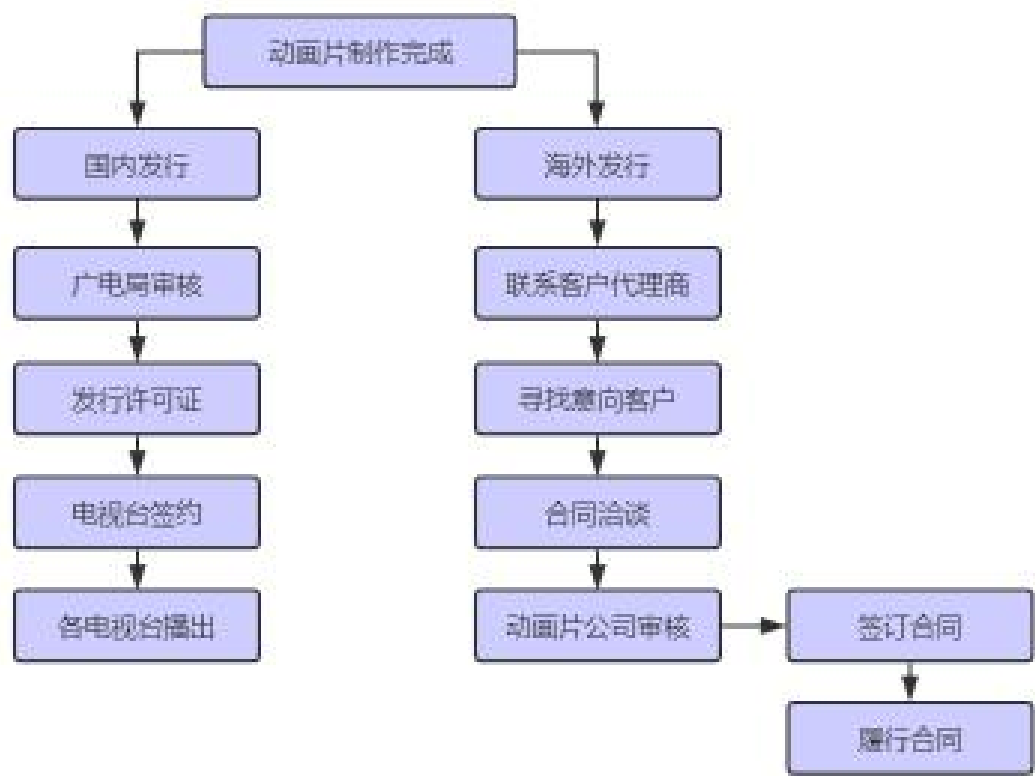 动画片制作完成
国内发行
广电局审核
发行许可证
电视台签约
各电视台播出
海外发行
联系客户代理商
寻找意向客户
合同洽谈
动画片公司审核
签订合同
履行合同